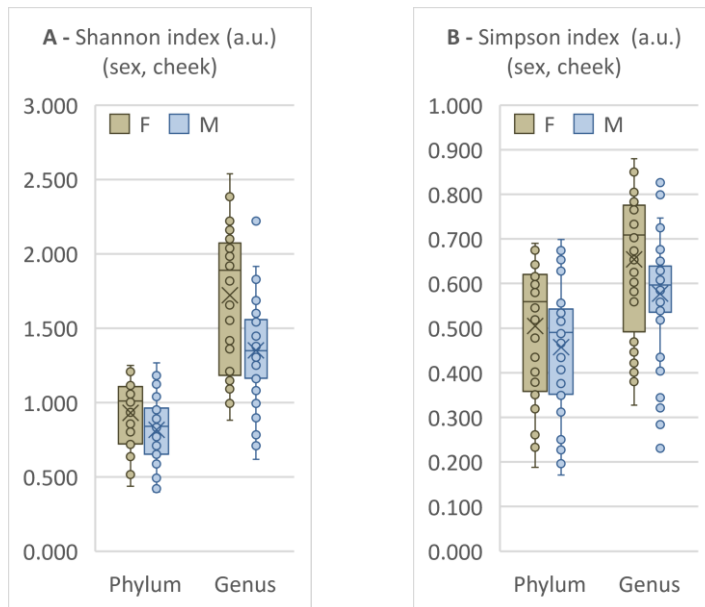 A - Shannon index (a.u.)
(sex, cheek)
3.000
F M
2.500
2.000
1.500
1.000
0.500
0.000
Phylum Genus
B - Simpson index (a.u.)
(sex, cheek)
1.000
F M
0.900
0.800
0.700
0.600
0.500
0.400
0.300
0.200
0.100
0.000
Phylum Genus